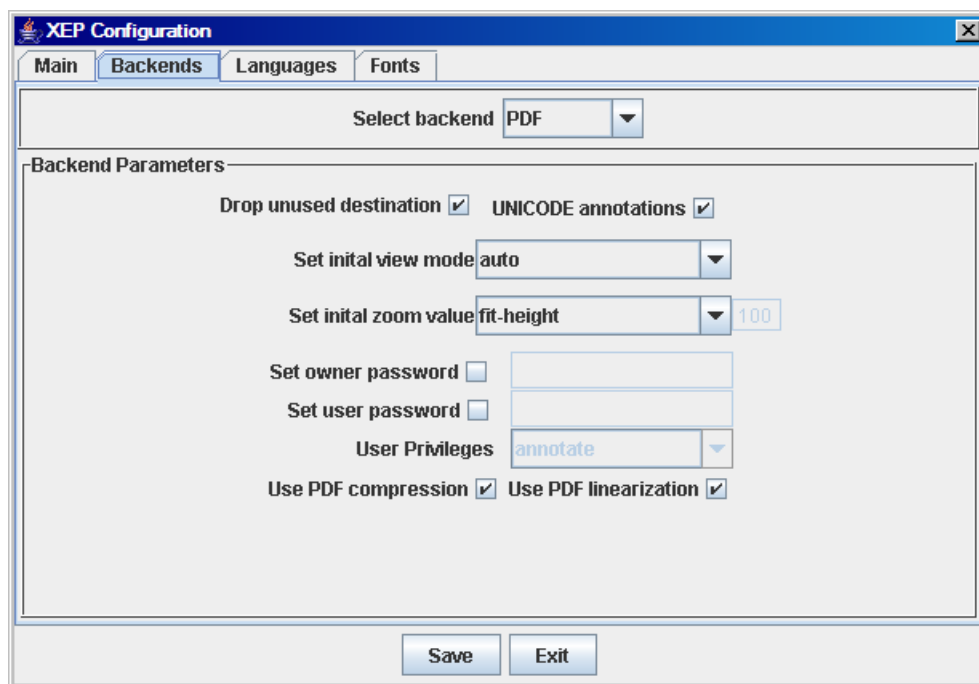 XEP Configuration
Main Backends Languages Fonts
Select backend PDF
Backend Parameters
Drop unused destination UNICODE annotations
Set inital view mode auto
Set inital zoom value fit-height 100
Set owner password
Set user password
User Privileges annotate
Use PDF compression Use PDF linearization
Save Exit